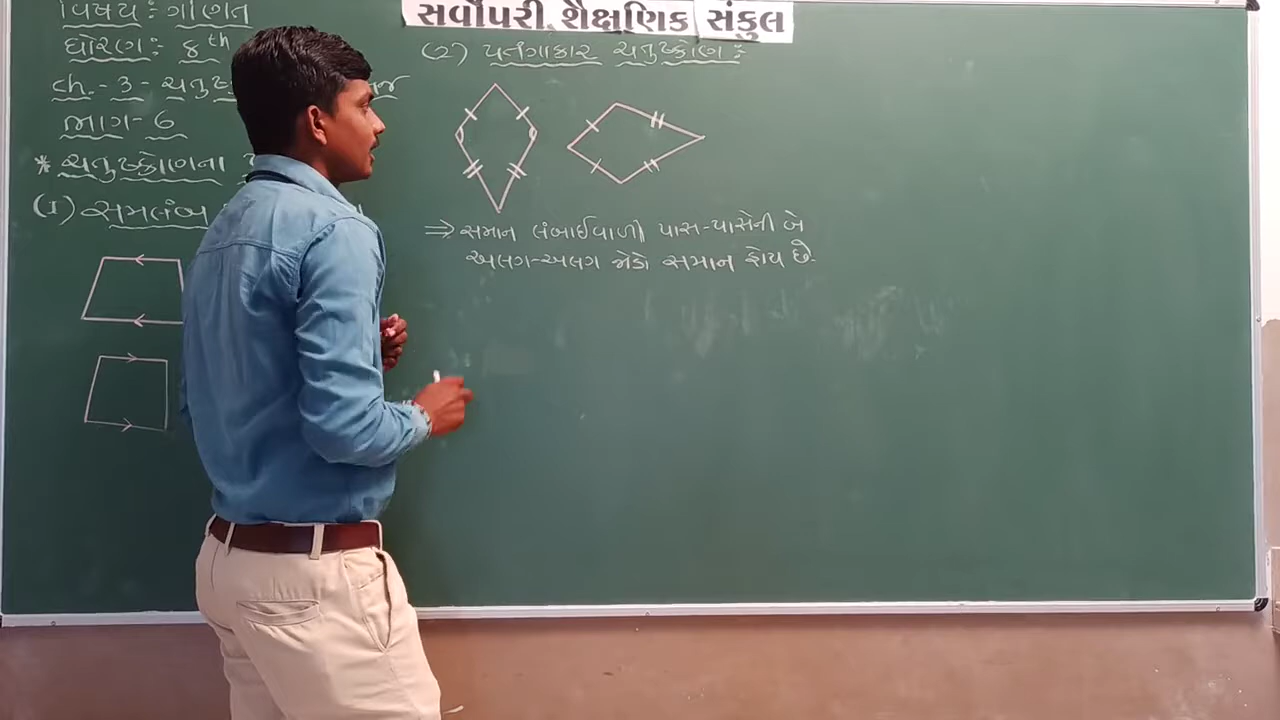 સર્વોપરી શૈક્ષણિક સંકુલ
વિષય : ગણિત
ધોરણ : 8th
ch. - 3 - ચતુષ્કો
ભાગ - 6
* ચતુષ્કોણના
(1) સમલંબ
(2) પતંગાકાર ચતુષ્કોણ :
⇒ સમાન લંબાઈવાળી પાસ-પાસેની બે
અલગ-અલગ જોડો સમાન હોય છે.